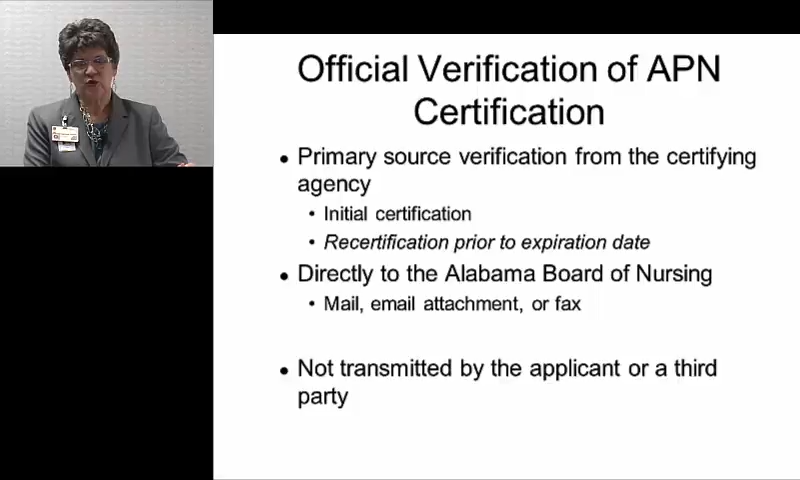 Official Verification of APN
Certification
• Primary source verification from the certifying
agency
• Initial certification
• Recertification prior to expiration date
• Directly to the Alabama Board of Nursing
• Mail, email attachment, or fax
• Not transmitted by the applicant or a third
party